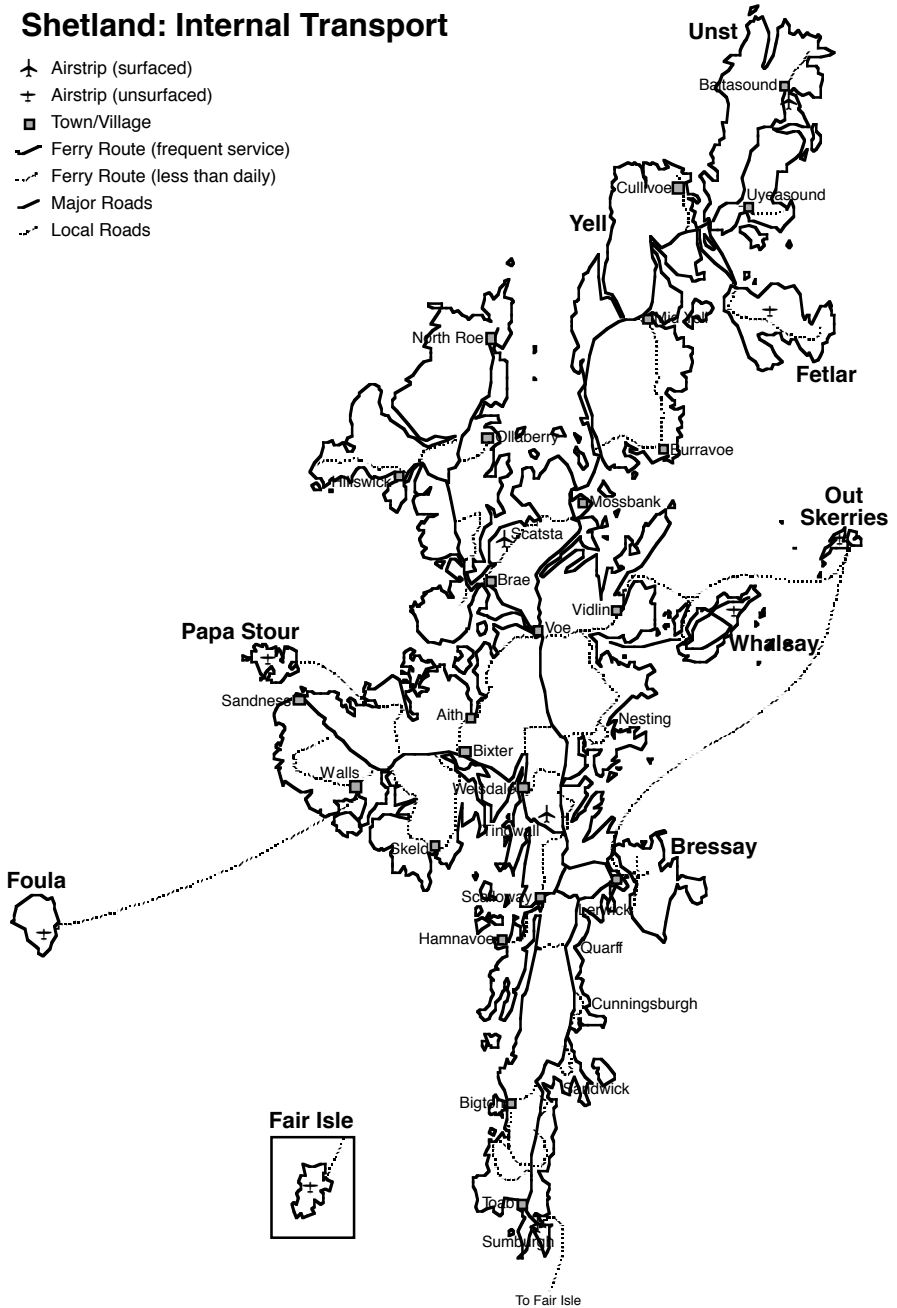 Shetland: Internal Transport
Airstrip (surfaced)
Airstrip (unsurfaced)
Town/Village
Ferry Route (frequent service)
Ferry Route (less than daily)
Major Roads
Local Roads
Unst
Baltasound
Cullivoe
Uyeasound
Yell
Mid Yell
North Roe
Fetlar
Ollaberry
Burravoe
Hillswick
Mossbank
Out
Skerries
Scatsta
Brae
Vidlin
Voe
Papa Stour
Whalsay
Sandness
Aith
Nesting
Bixter
Walls
Weisdale
Tingwall
Skeld
Bressay
Foula
Scalloway
Lerwick
Hamnavoe
Quarff
Cunningsburgh
Sandwick
Bigton
Fair Isle
Toab
Sumburgh
To Fair Isle